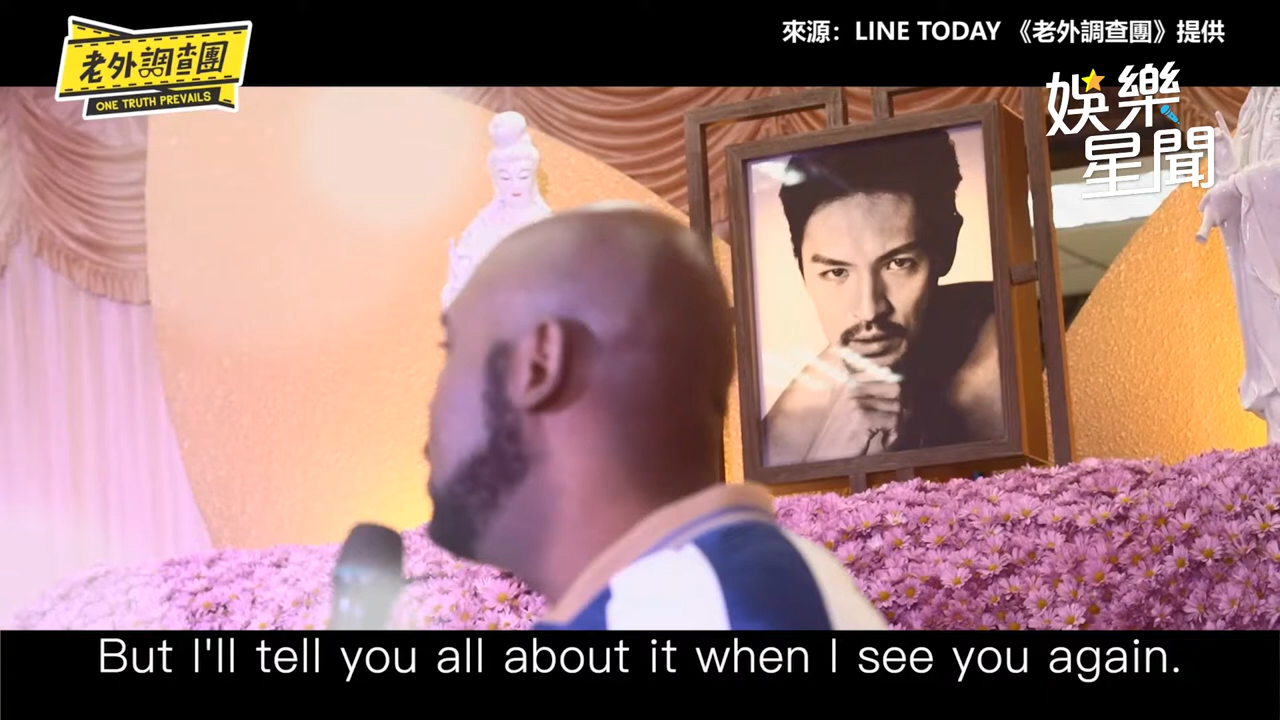 老外調查團
ONE TRUTH PREVAILS
來源：LINE TODAY 《老外調查團》提供
娛樂
星聞
But I'll tell you all about it when I see you again.